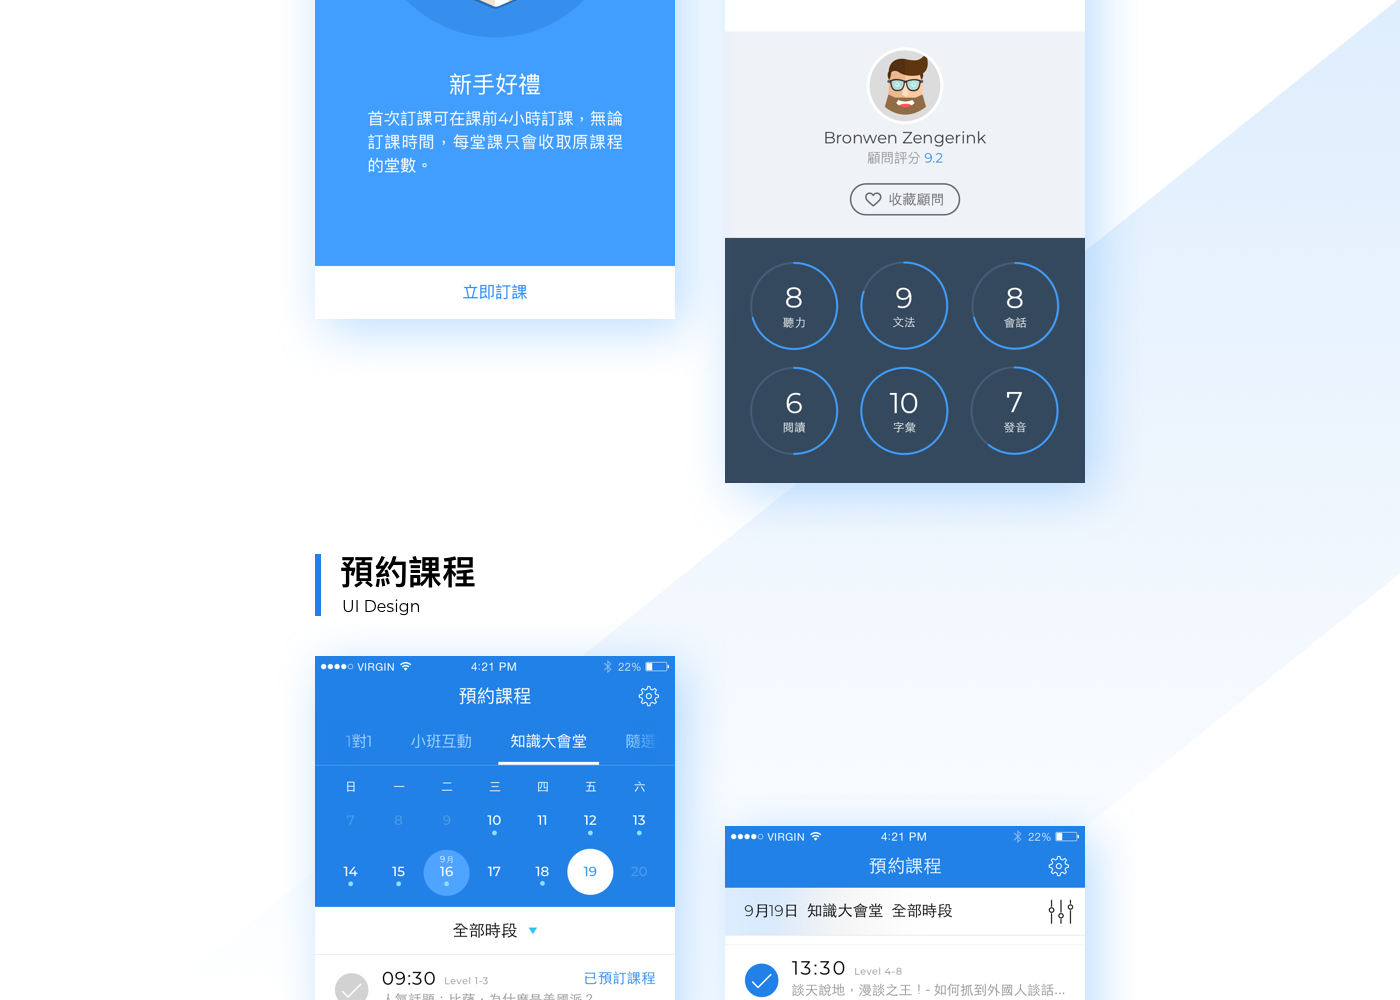 新手好禮
首次訂課可在課前4小時訂課，無論
訂課時間，每堂課只會收取原課程
的堂數。
立即訂課
Bronwen Zengerink
顧問評分 9.2
收藏顧問
8 9 8
聽力 文法 會話
6 10 7
閱讀 字彙 發音
預約課程
UI Design
VIRGIN 4:21 PM 22%
預約課程
1對1 小班互動 知識大會堂 隨選
日 一 二 三 四 五 六
7 8 9 10 11 12 13
9月
14 15 16 17 18 19 20
全部時段
09:30 Level 1-3 已預訂課程
人氣話題：比薩，為什麼是美國派？
VIRGIN 4:21 PM 22%
預約課程
9月19日 知識大會堂 全部時段
13:30 Level 4-8
談天說地，漫談之王！- 如何抓到外國人談話...